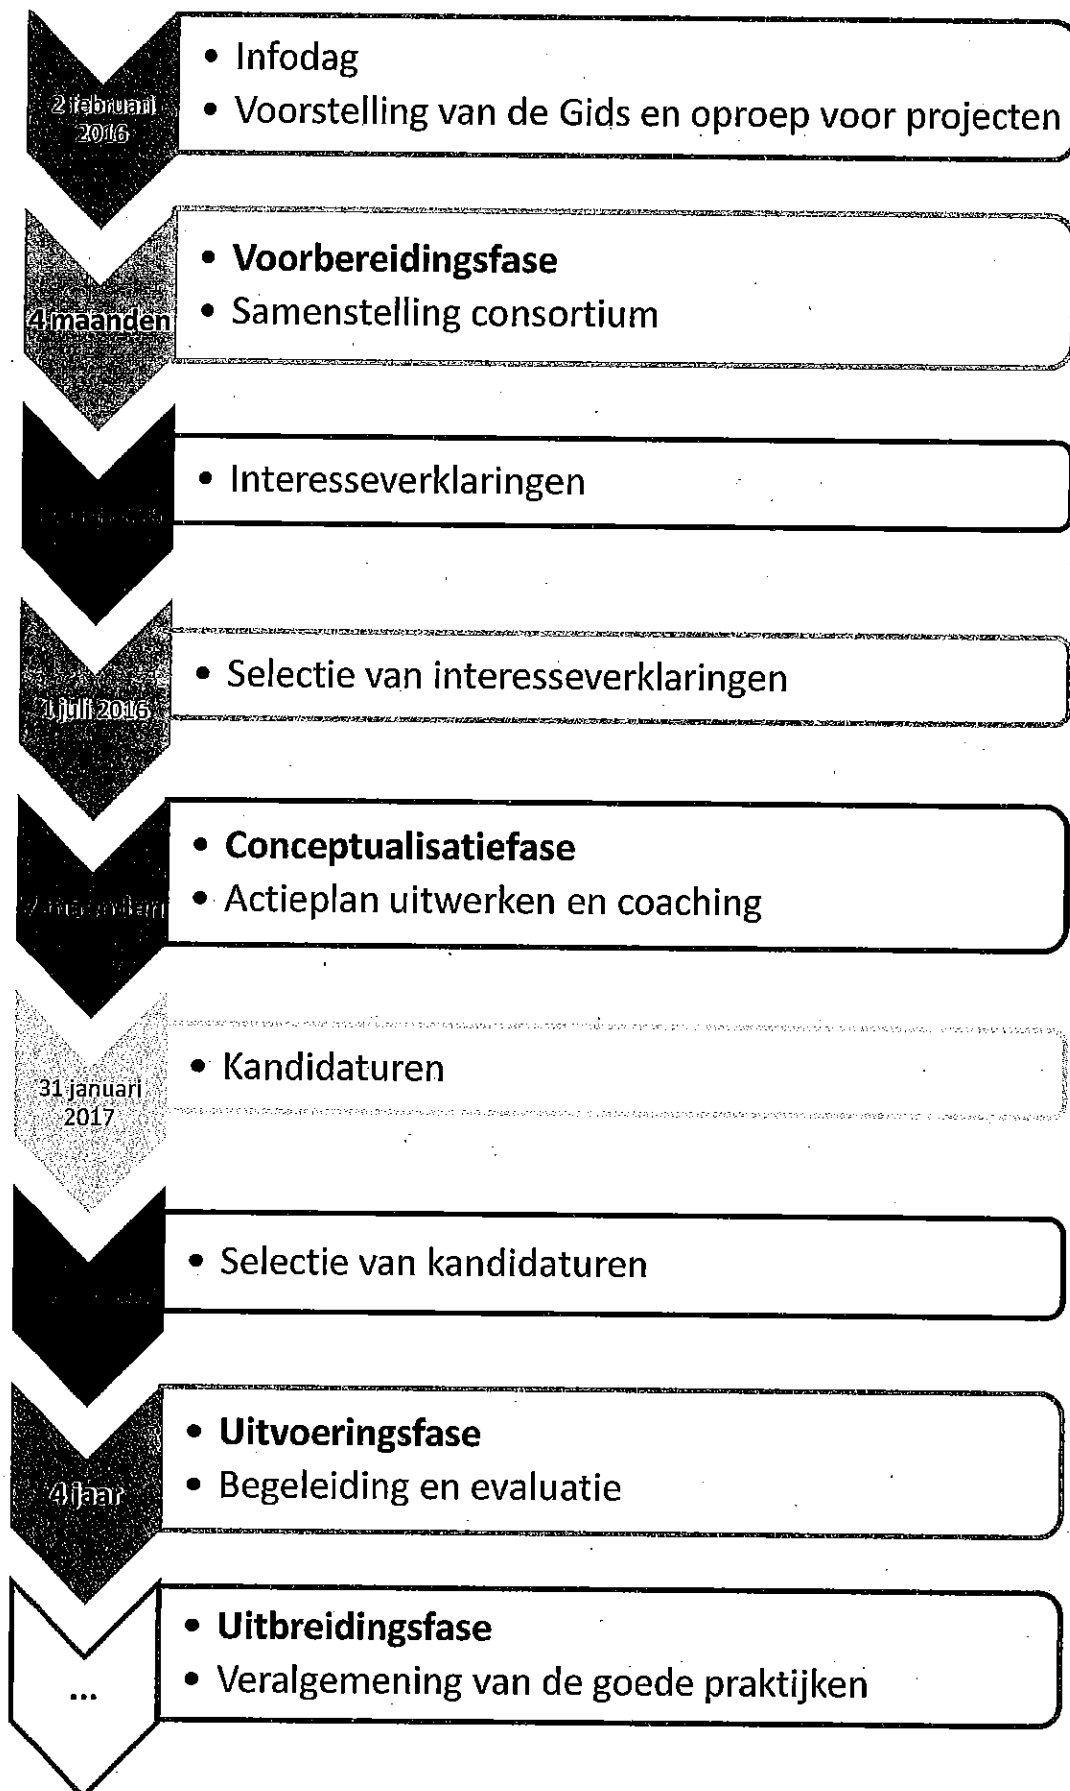 2 februari
2016
• Infodag
• Voorstelling van de Gids en oproep voor projecten
4 maanden
• Voorbereidingsfase
• Samenstelling consortium
• Interesseverklaringen
1 juli 2016
• Selectie van interesseverklaringen
7 maanden
• Conceptualisatiefase
• Actieplan uitwerken en coaching
31 januari
2017
• Kandidaturen
• Selectie van kandidaturen
4 jaar
• Uitvoeringsfase
• Begeleiding en evaluatie
...
• Uitbreidingsfase
• Veralgemening van de goede praktijken